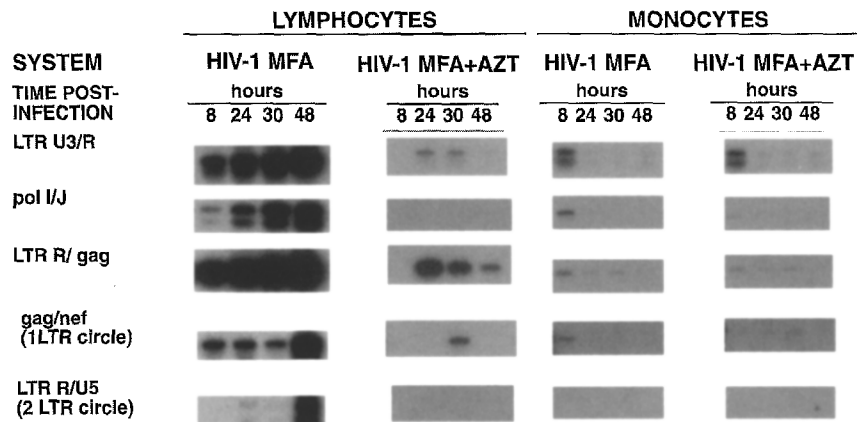 LYMPHOCYTES MONOCYTES
SYSTEM HIV-1 MFA HIV-1 MFA+AZT HIV-1 MFA HIV-1 MFA+AZT
TIME POST- hours hours hours hours
INFECTION 8 24 30 48 8 24 30 48 8 24 30 48 8 24 30 48
LTR U3/R
pol I/J
LTR R/ gag
gag/nef
(1LTR circle)
LTR R/U5
(2 LTR circle)